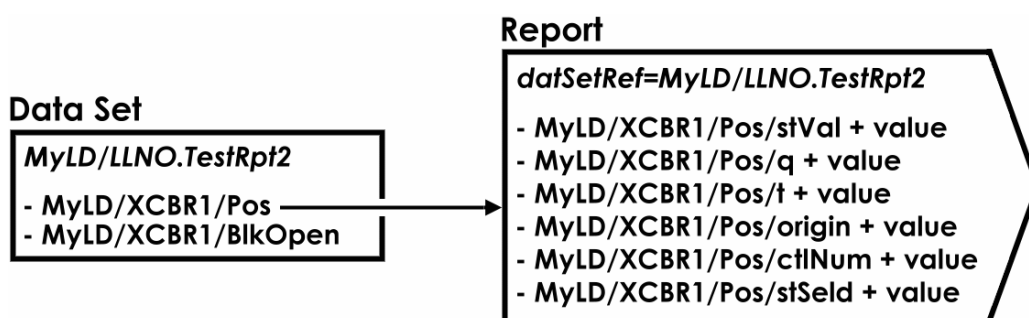 Data Set
MyLD/LLNO.TestRpt2
- MyLD/XCBR1/Pos
- MyLD/XCBR1/BlkOpen
Report
datSetRef=MyLD/LLNO.TestRpt2
- MyLD/XCBR1/Pos/stVal + value
- MyLD/XCBR1/Pos/q + value
- MyLD/XCBR1/Pos/t + value
- MyLD/XCBR1/Pos/origin + value
- MyLD/XCBR1/Pos/ctlNum + value
- MyLD/XCBR1/Pos/stSeld + value